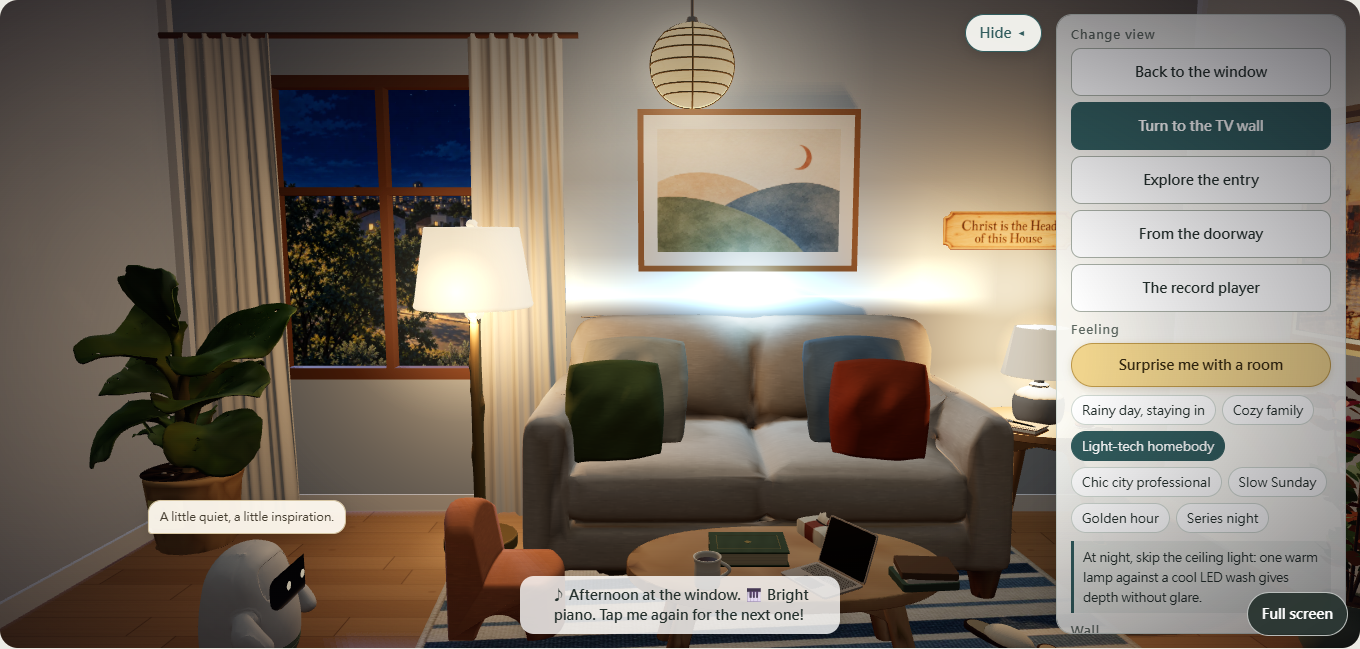 Hide
Change view
Back to the window
Turn to the TV wall
Explore the entry
From the doorway
The record player
Feeling
Surprise me with a room
Rainy day, staying in
Cozy family
Light-tech homebody
Chic city professional
Slow Sunday
Golden hour
Series night
At night, skip the ceiling light: one warm
lamp against a cool LED wash gives
depth without glare.
Wall
Full screen
Christ is the Head
of this House
A little quiet, a little inspiration.
♪ Afternoon at the window. 🎹 Bright
piano. Tap me again for the next one!